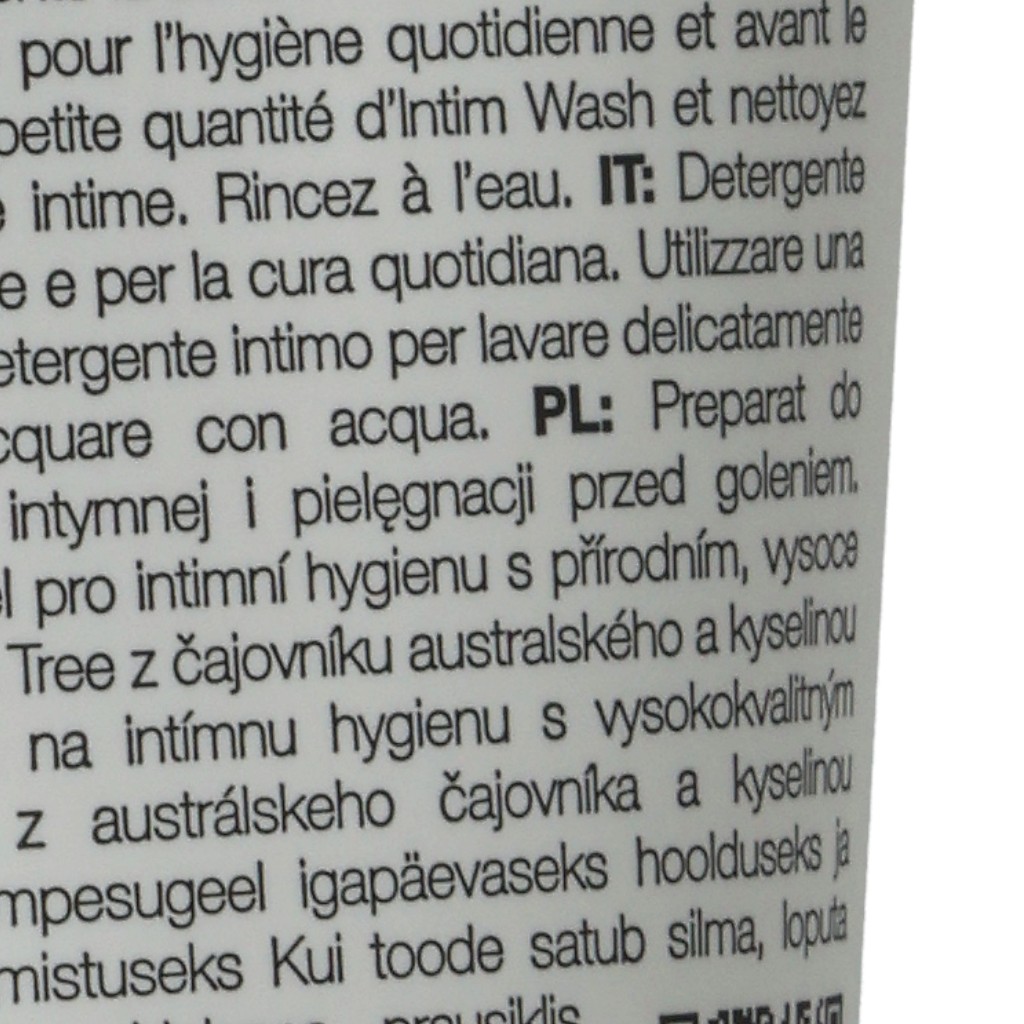 pour l'hygiène quotidienne et avant le
petite quantité d'Intim Wash et nettoyez
intime. Rincez à l'eau. IT: Detergente
e e per la cura quotidiana. Utilizzare una
etergente intimo per lavare delicatamente
cquare con acqua. PL: Preparat do
intymnej i pielęgnacji przed goleniem.
el pro intimní hygienu s přírodním, vysoce
Tree z čajovníku australského a kyselinou
na intímnu hygienu s vysokokvalitným
z austrálskeho čajovníka a kyselinou
mpesugeel igapäevaseks hoolduseks ja
mistuseks Kui toode satub silma, loputa